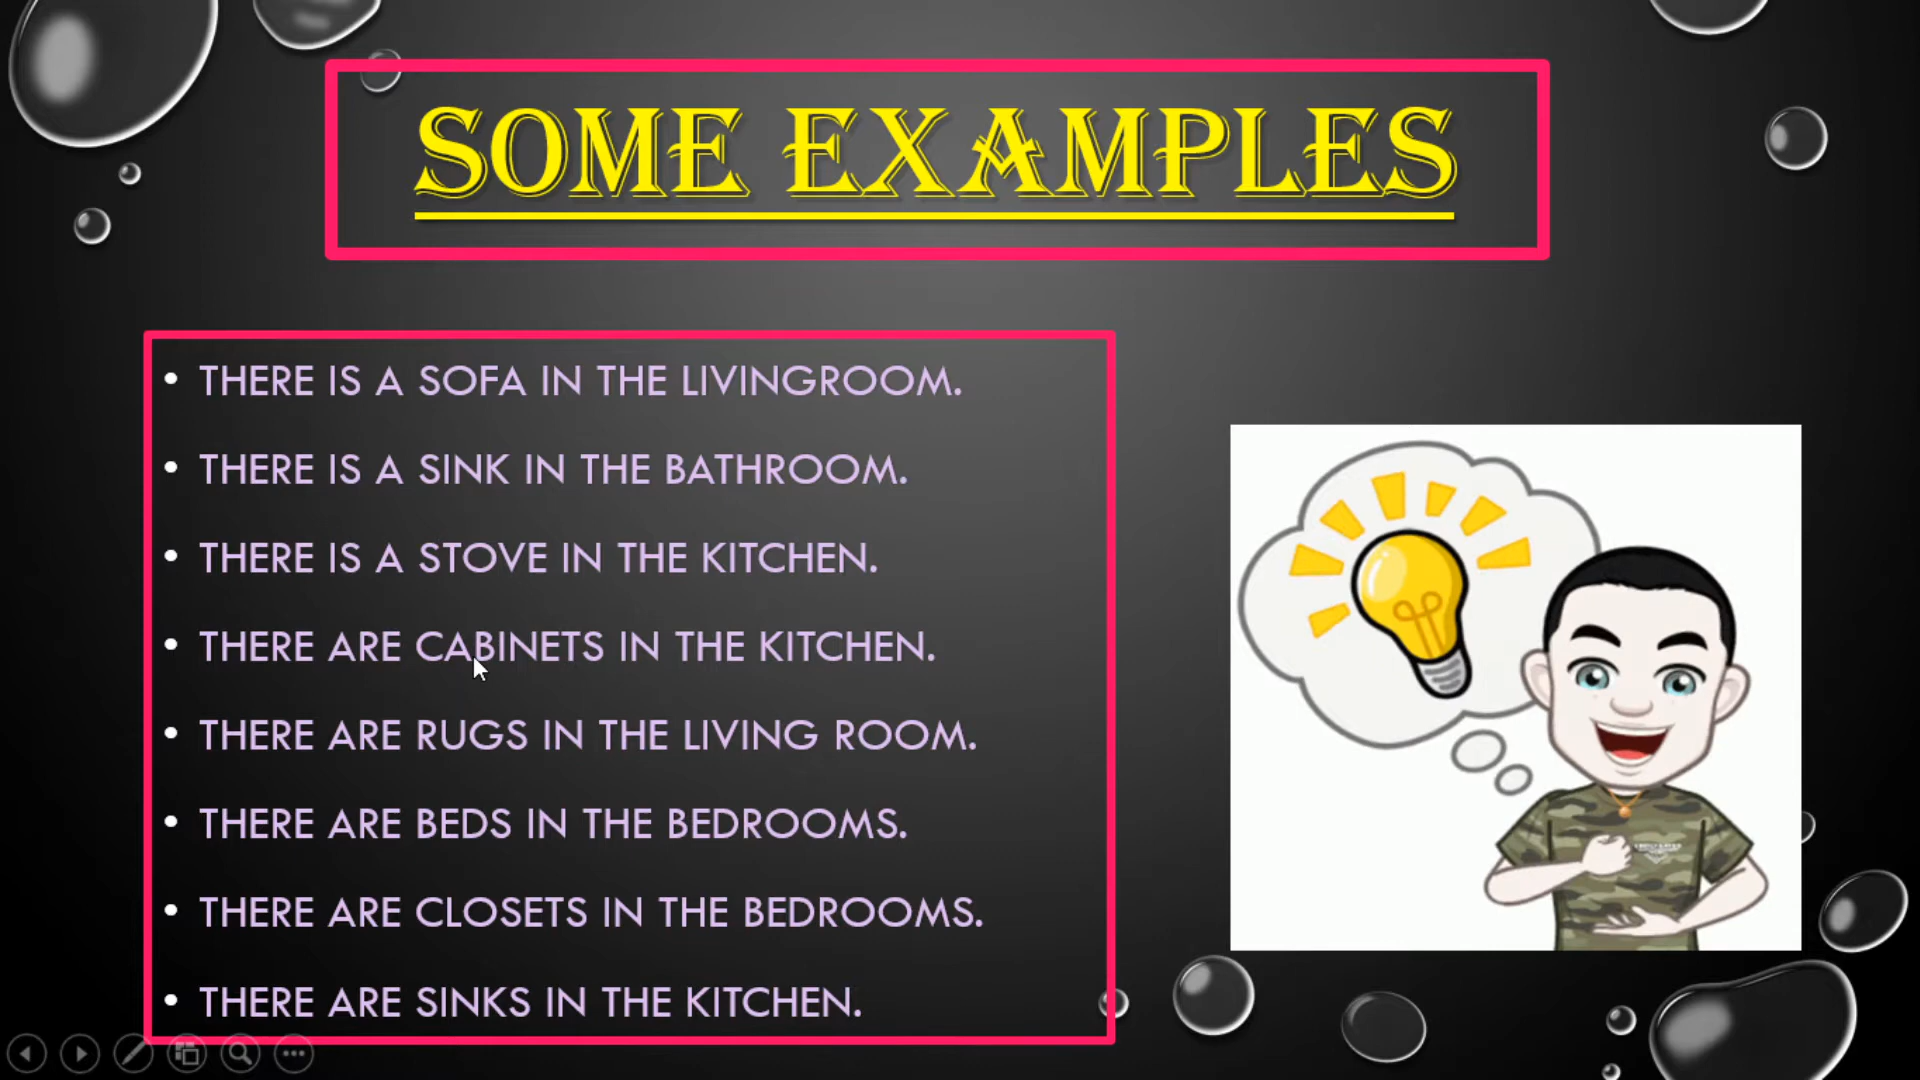 SOME EXAMPLES
• THERE IS A SOFA IN THE LIVINGROOM.
• THERE IS A SINK IN THE BATHROOM.
• THERE IS A STOVE IN THE KITCHEN.
• THERE ARE CABINETS IN THE KITCHEN.
• THERE ARE RUGS IN THE LIVING ROOM.
• THERE ARE BEDS IN THE BEDROOMS.
• THERE ARE CLOSETS IN THE BEDROOMS.
• THERE ARE SINKS IN THE KITCHEN.